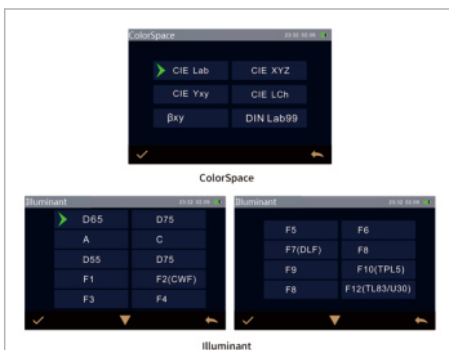 ColorSpace
CIE Lab CIE XYZ
CIE Yxy CIE LCh
βxy DIN Lab99
ColorSpace
Illuminant
D65 D75
A C
D55 D75
F1 F2(CWF)
F3 F4
Illuminant
F5 F6
F7(DLF) F8
F9 F10(TPL5)
F8 F12(TL83/U30)
Illuminant